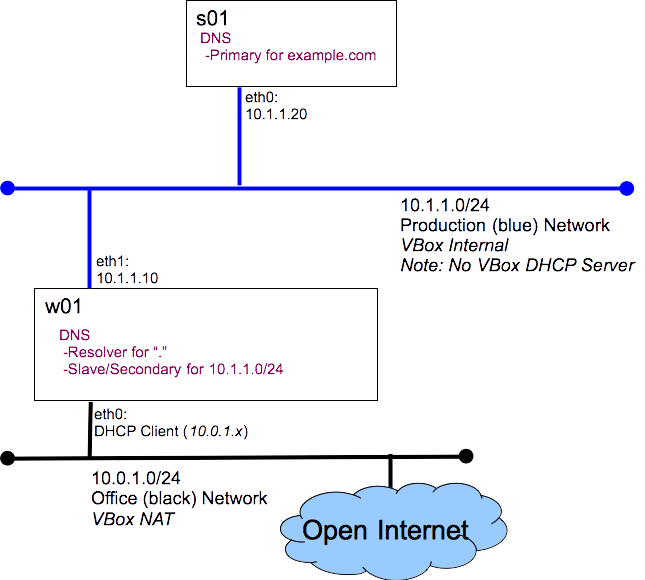 s01
DNS
-Primary for example.com
eth0:
10.1.1.20
10.1.1.0/24
Production (blue) Network
VBox Internal
Note: No VBox DHCP Server
eth1:
10.1.1.10
w01
DNS
-Resolver for “.”
-Slave/Secondary for 10.1.1.0/24
eth0:
DHCP Client (10.0.1.x)
10.0.1.0/24
Office (black) Network
VBox NAT
Open Internet